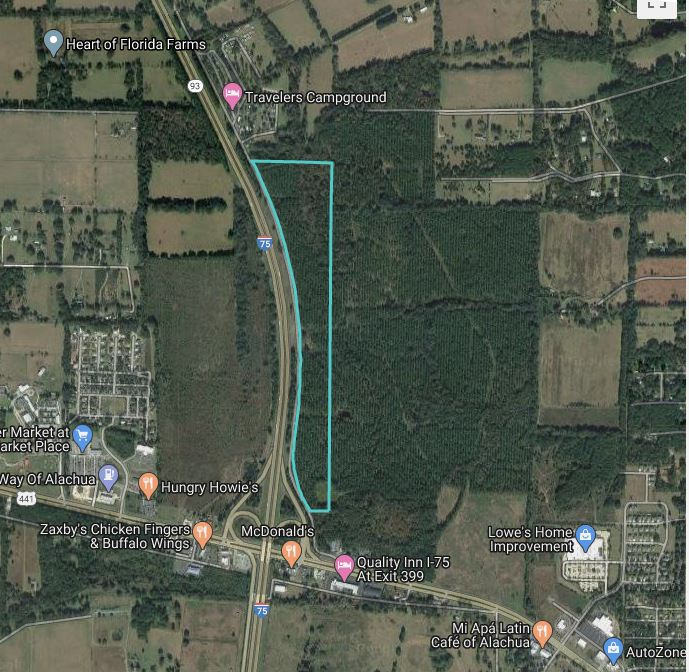 Heart of Florida Farms
93
Travelers Campground
75
er Market at
arket Place
Way Of Alachua
441
Hungry Howie's
Zaxby's Chicken Fingers
& Buffalo Wings
McDonald's
Quality Inn I-75
At Exit 399
Lowe's Home
Improvement
75
Mi Apá Latin
Café of Alachua
AutoZone